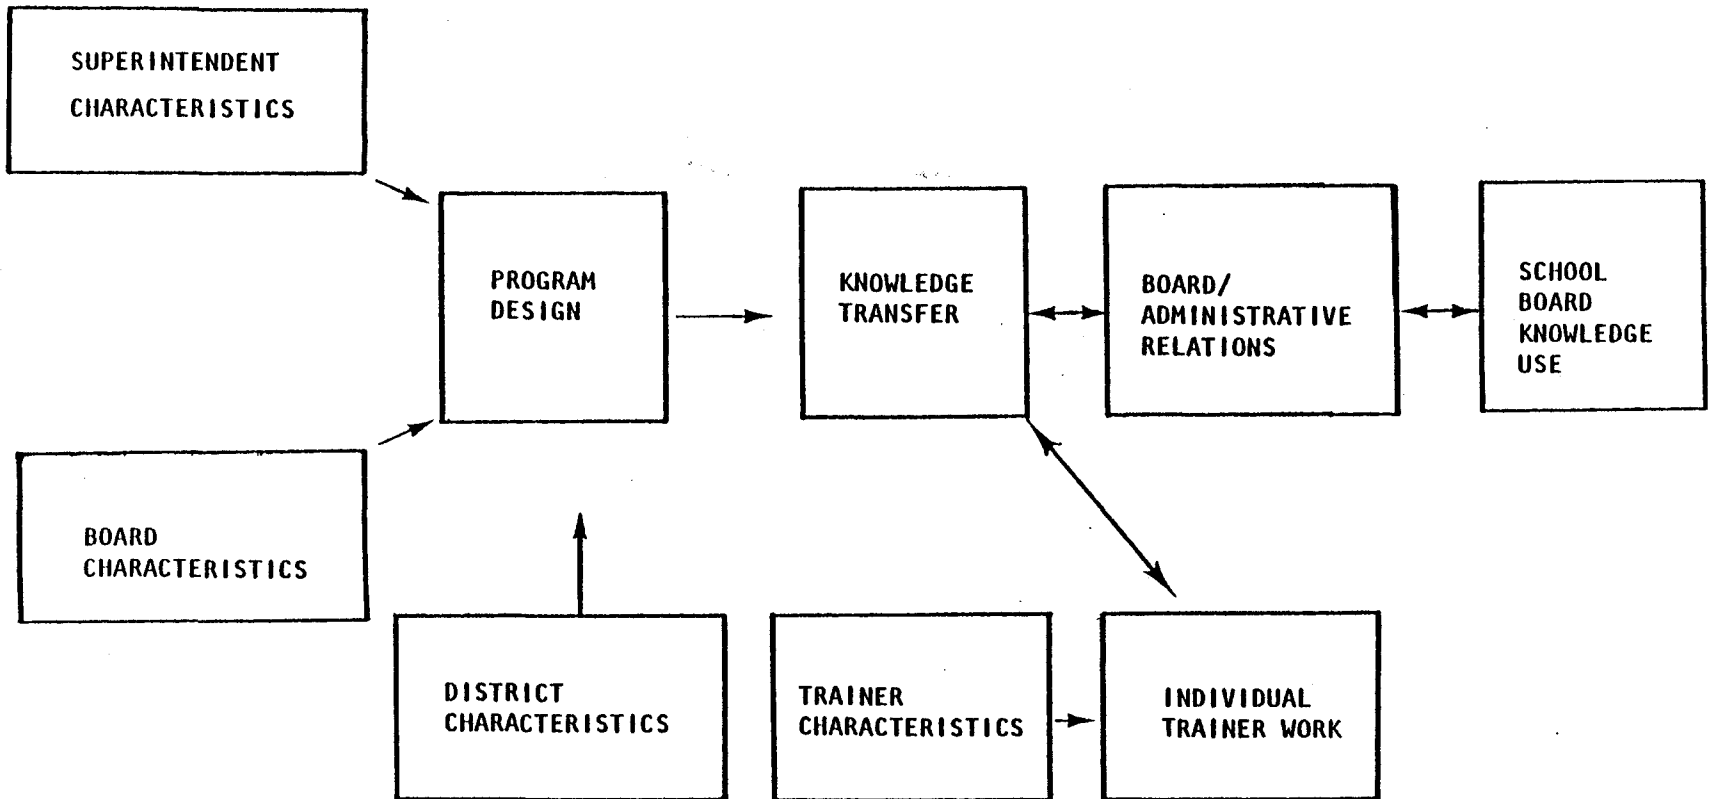 SUPERINTENDENT
CHARACTERISTICS
PROGRAM
DESIGN
KNOWLEDGE
TRANSFER
BOARD/
ADMINISTRATIVE
RELATIONS
SCHOOL
BOARD
KNOWLEDGE
USE
BOARD
CHARACTERISTICS
DISTRICT
CHARACTERISTICS
TRAINER
CHARACTERISTICS
INDIVIDUAL
TRAINER WORK